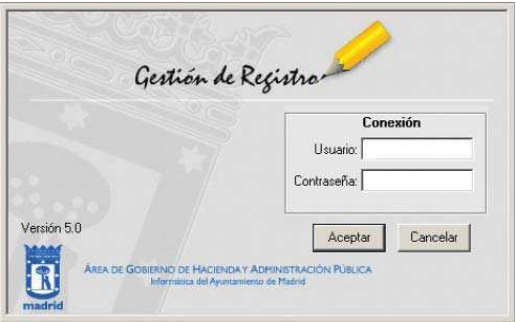 Gestión de Registro
Conexión
Usuario:
Contraseña:
Versión 5.0
Aceptar
Cancelar
ÁREA DE GOBIERNO DE HACIENDA Y ADMINISTRACIÓN PÚBLICA
Informática del Ayuntamiento de Madrid
madrid